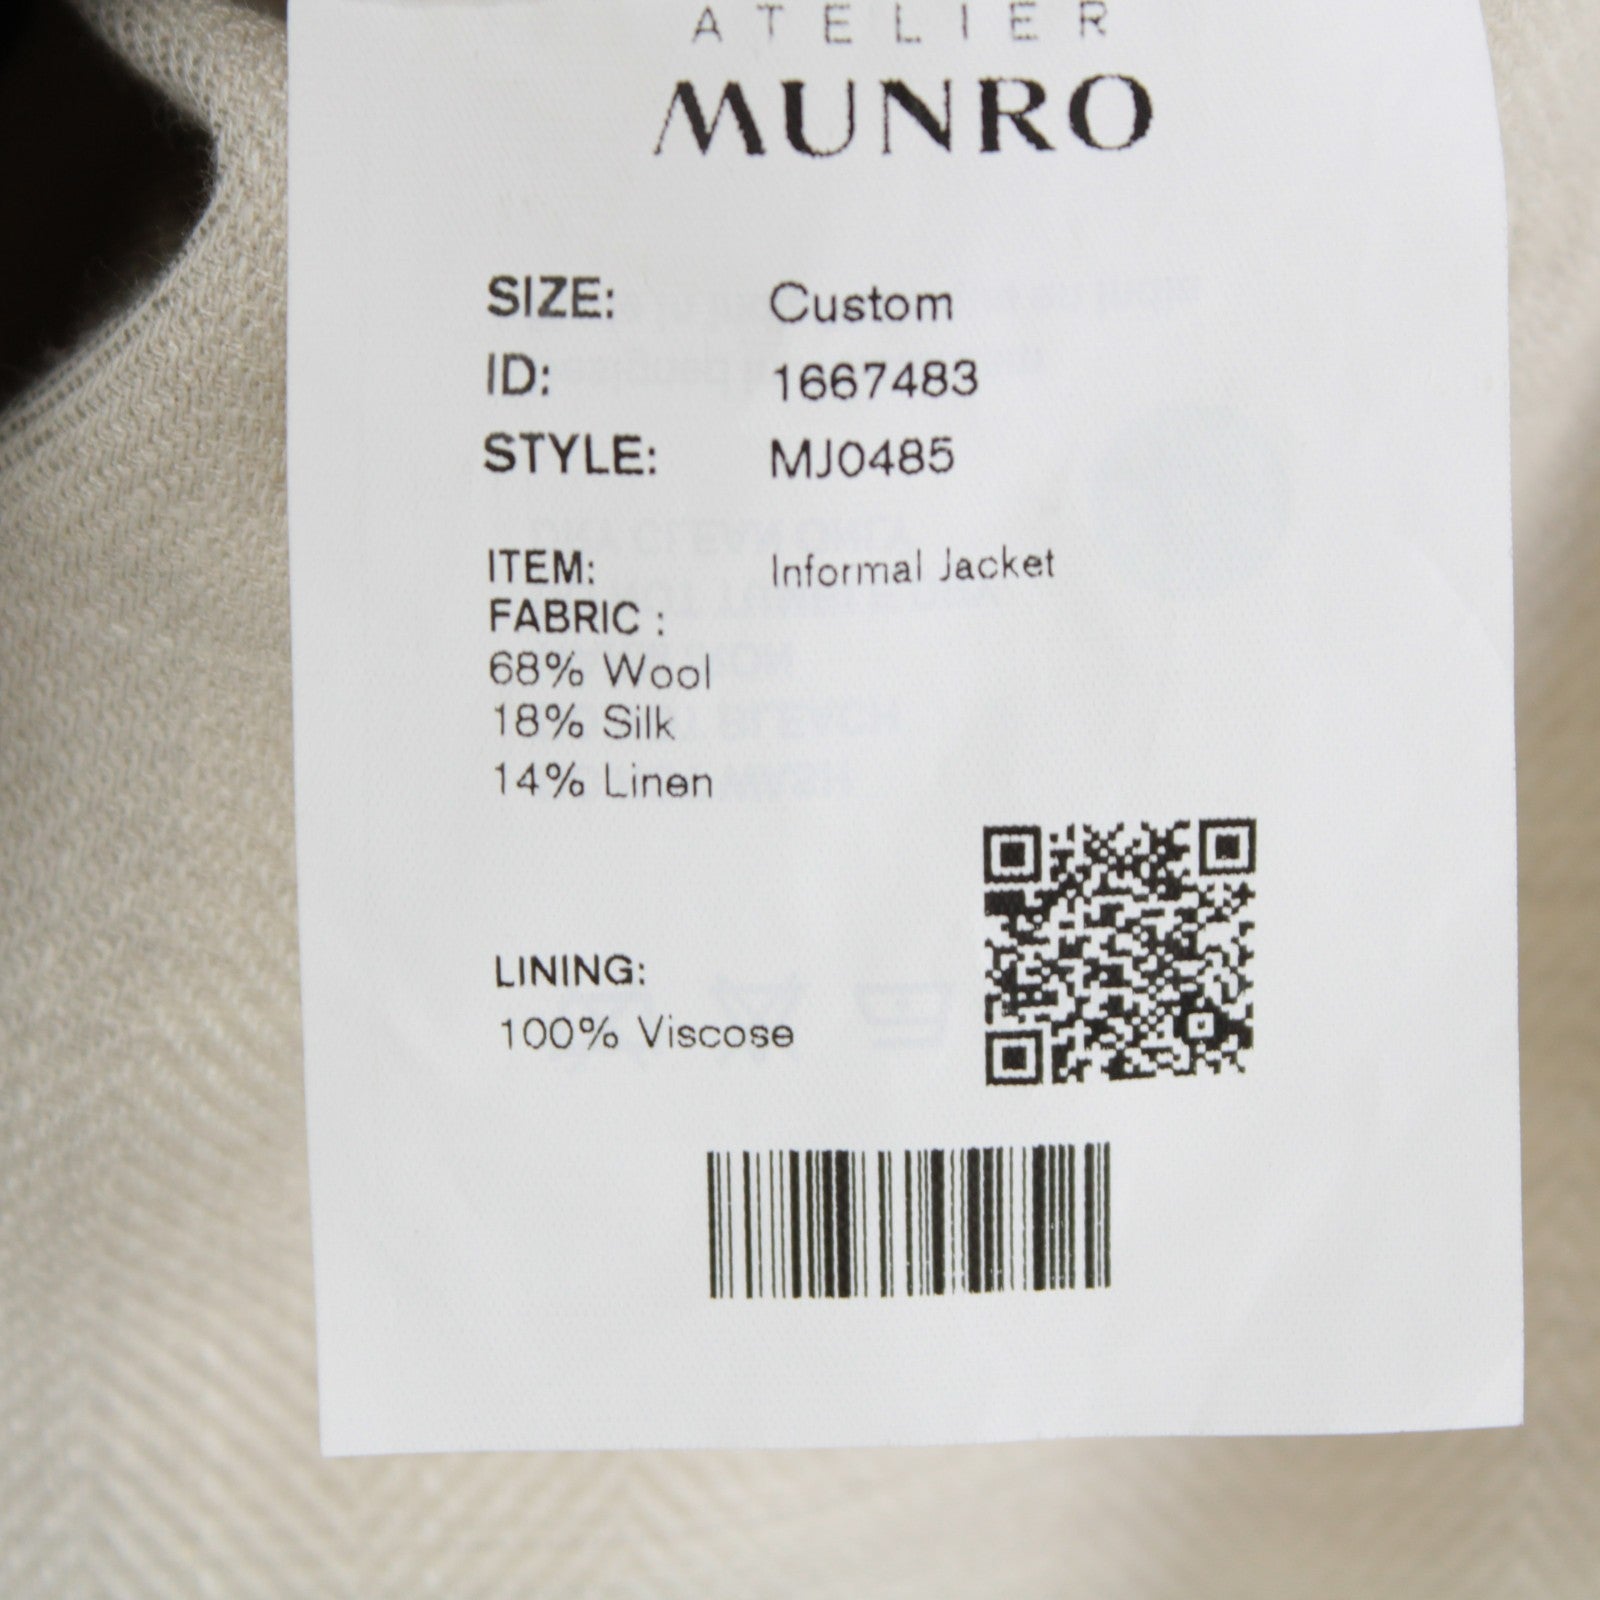 ATELIER
MUNRO
SIZE: Custom
ID: 1667483
STYLE: MJ0485
ITEM: Informal Jacket
FABRIC :
68% Wool
18% Silk
14% Linen
LINING:
100% Viscose